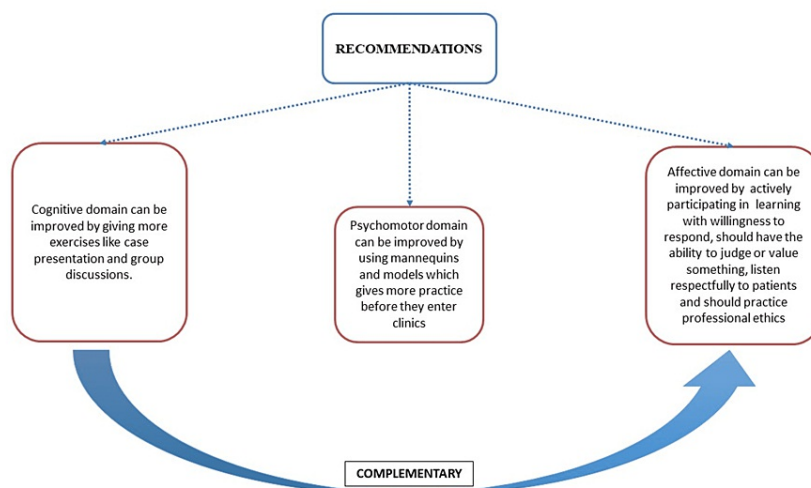 RECOMMENDATIONS
Cognitive domain can be
improved by giving more
exercises like case
presentation and group
discussions.
Psychomotor domain
can be improved by
using mannequins
and models which
gives more practice
before they enter
clinics
Affective domain can be
improved by actively
participating in learning
with willingness to
respond, should have the
ability to judge or value
something, listen
respectfully to patients
and should practice
professional ethics
COMPLEMENTARY